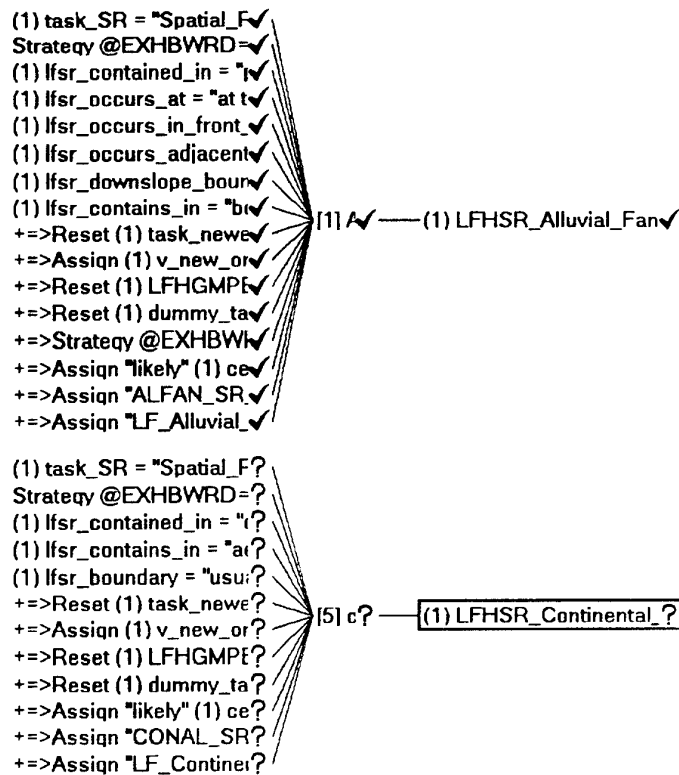 (1) task_SR = "Spatial_F✓
Strategy @EXHBWRD=✓
(1) lfsr_contained_in = "✓
(1) lfsr_occurs_at = "at t✓
(1) lfsr_occurs_in_front_✓
(1) lfsr_occurs_adjacent✓
(1) lfsr_downslope_boun✓
(1) lfsr_contains_in = "b✓
+=>Reset (1) task_newe✓
+=>Assign (1) v_new_or✓
+=>Reset (1) LFHGMPE✓
+=>Reset (1) dummy_ta✓
+=>Strategy @EXHBW✓
+=>Assign "likely" (1) ce✓
+=>Assign "ALFAN_SR_✓
+=>Assign "LF_Alluvial_✓
[1] A✓
(1) LFHSR_Alluvial_Fan✓
(1) task_SR = "Spatial_F?
Strategy @EXHBWRD=?
(1) lfsr_contained_in = "?
(1) lfsr_contains_in = "a?
(1) lfsr_boundary = "usu?
+=>Reset (1) task_newe?
+=>Assign (1) v_new_or?
+=>Reset (1) LFHGMPE?
+=>Reset (1) dummy_ta?
+=>Assign "likely" (1) ce?
+=>Assign "CONAL_SR?
+=>Assign "LF_Contine?
[5] c?
(1) LFHSR_Continental_?